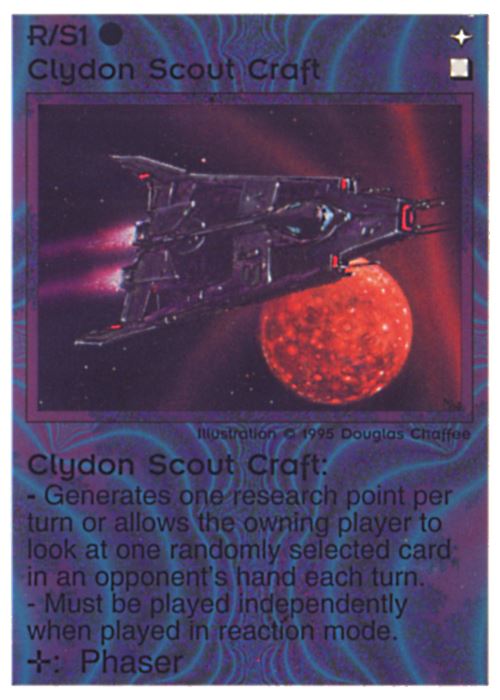 R/S1
Clydon Scout Craft
Illustration © 1995 Douglas Chaffee
Clydon Scout Craft:
- Generates one research point per
turn or allows the owning player to
look at one randomly selected card
in an opponent's hand each turn.
- Must be played independently
when played in reaction mode.
: Phaser